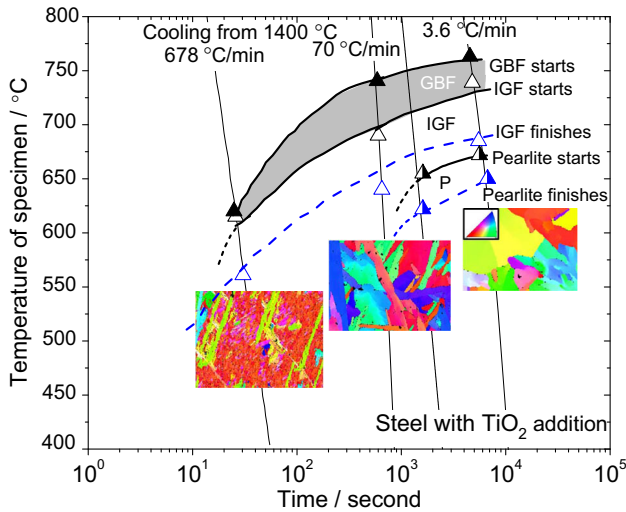 800
750
700
650
600
550
500
450
400
Temperature of specimen / °C
Cooling from 1400 °C
678 °C/min
70 °C/min
3.6 °C/min
GBF starts
GBF
IGF starts
IGF
IGF finishes
Pearlite starts
P
Pearlite finishes
Steel with TiO2 addition
10^0
10^1
10^2
10^3
10^4
10^5
Time / second